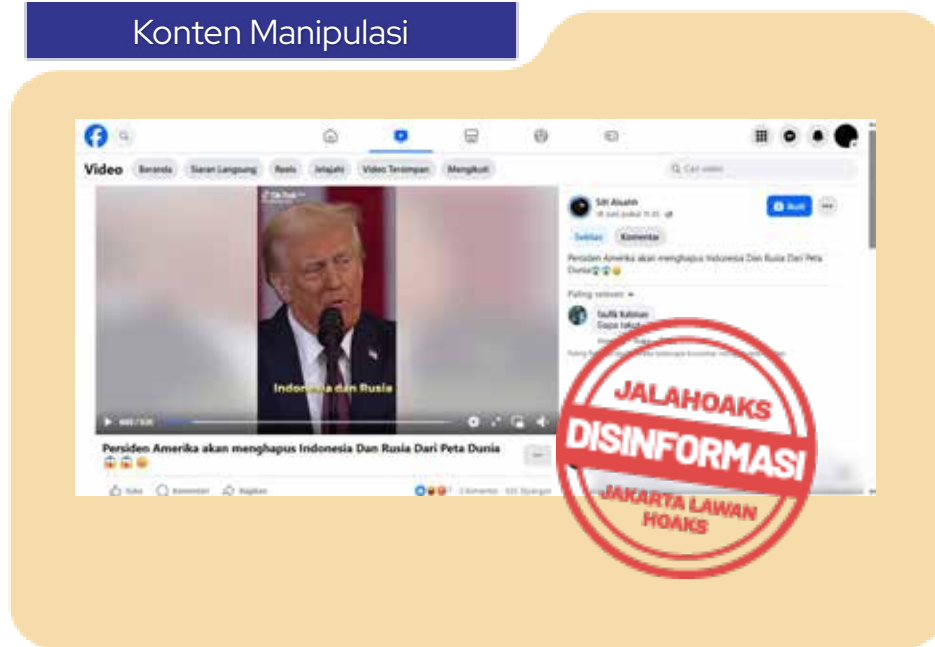 Konten Manipulasi
Video
Beranda
Siaran Langsung
Reels
Jelajahi
Video Tersimpan
Mengikuti
Cari video
TikTok
Indonesia dan Rusia
Persiden Amerika akan menghapus Indonesia Dan Rusia Dari Peta Dunia
Suka
Komentar
Bagikan
Siti
Ikuti
Sekilas
Komentar
Persiden Amerika akan menghapus Indonesia Dan Rusia Dari Peta
Dunia
Paling relevan
Taufik Rahman
Siapa takut
JALAHOAKS
DISINFORMASI
JAKARTA LAWAN
HOAKS